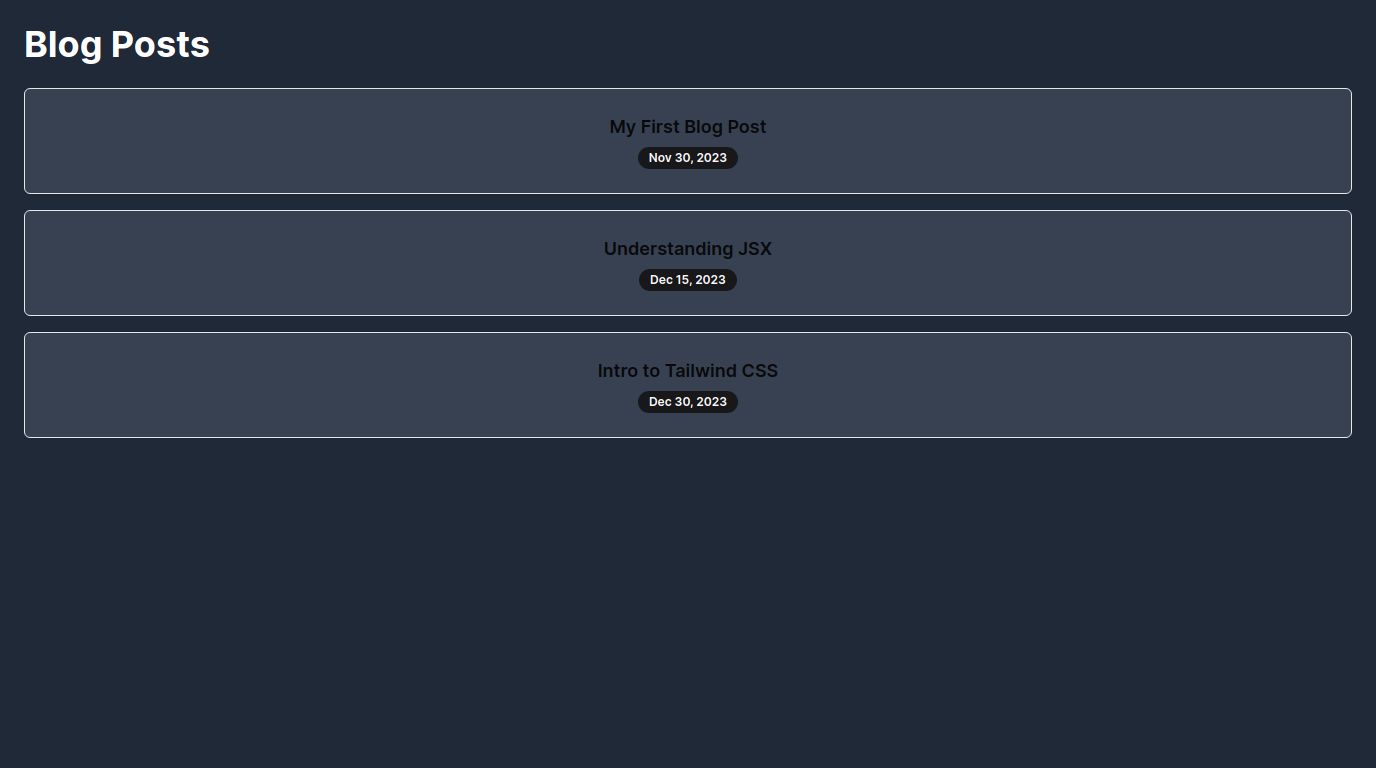 Blog Posts
My First Blog Post
Nov 30, 2023
Understanding JSX
Dec 15, 2023
Intro to Tailwind CSS
Dec 30, 2023